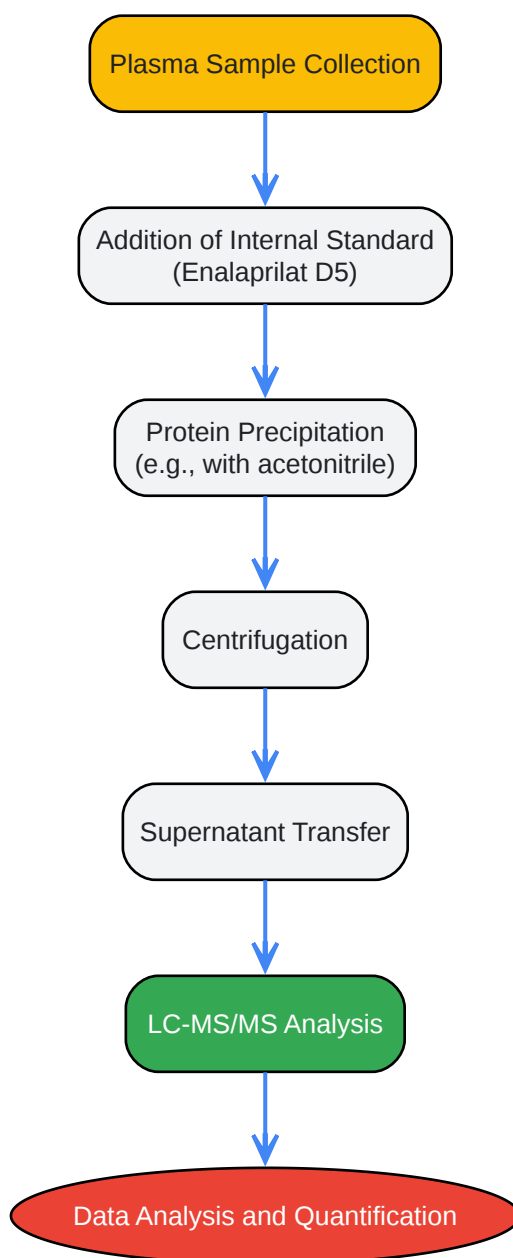 Plasma Sample Collection
Addition of Internal Standard
(Enalaprilat D5)
Protein Precipitation
(e.g., with acetonitrile)
Centrifugation
Supernatant Transfer
LC-MS/MS Analysis
Data Analysis and Quantification